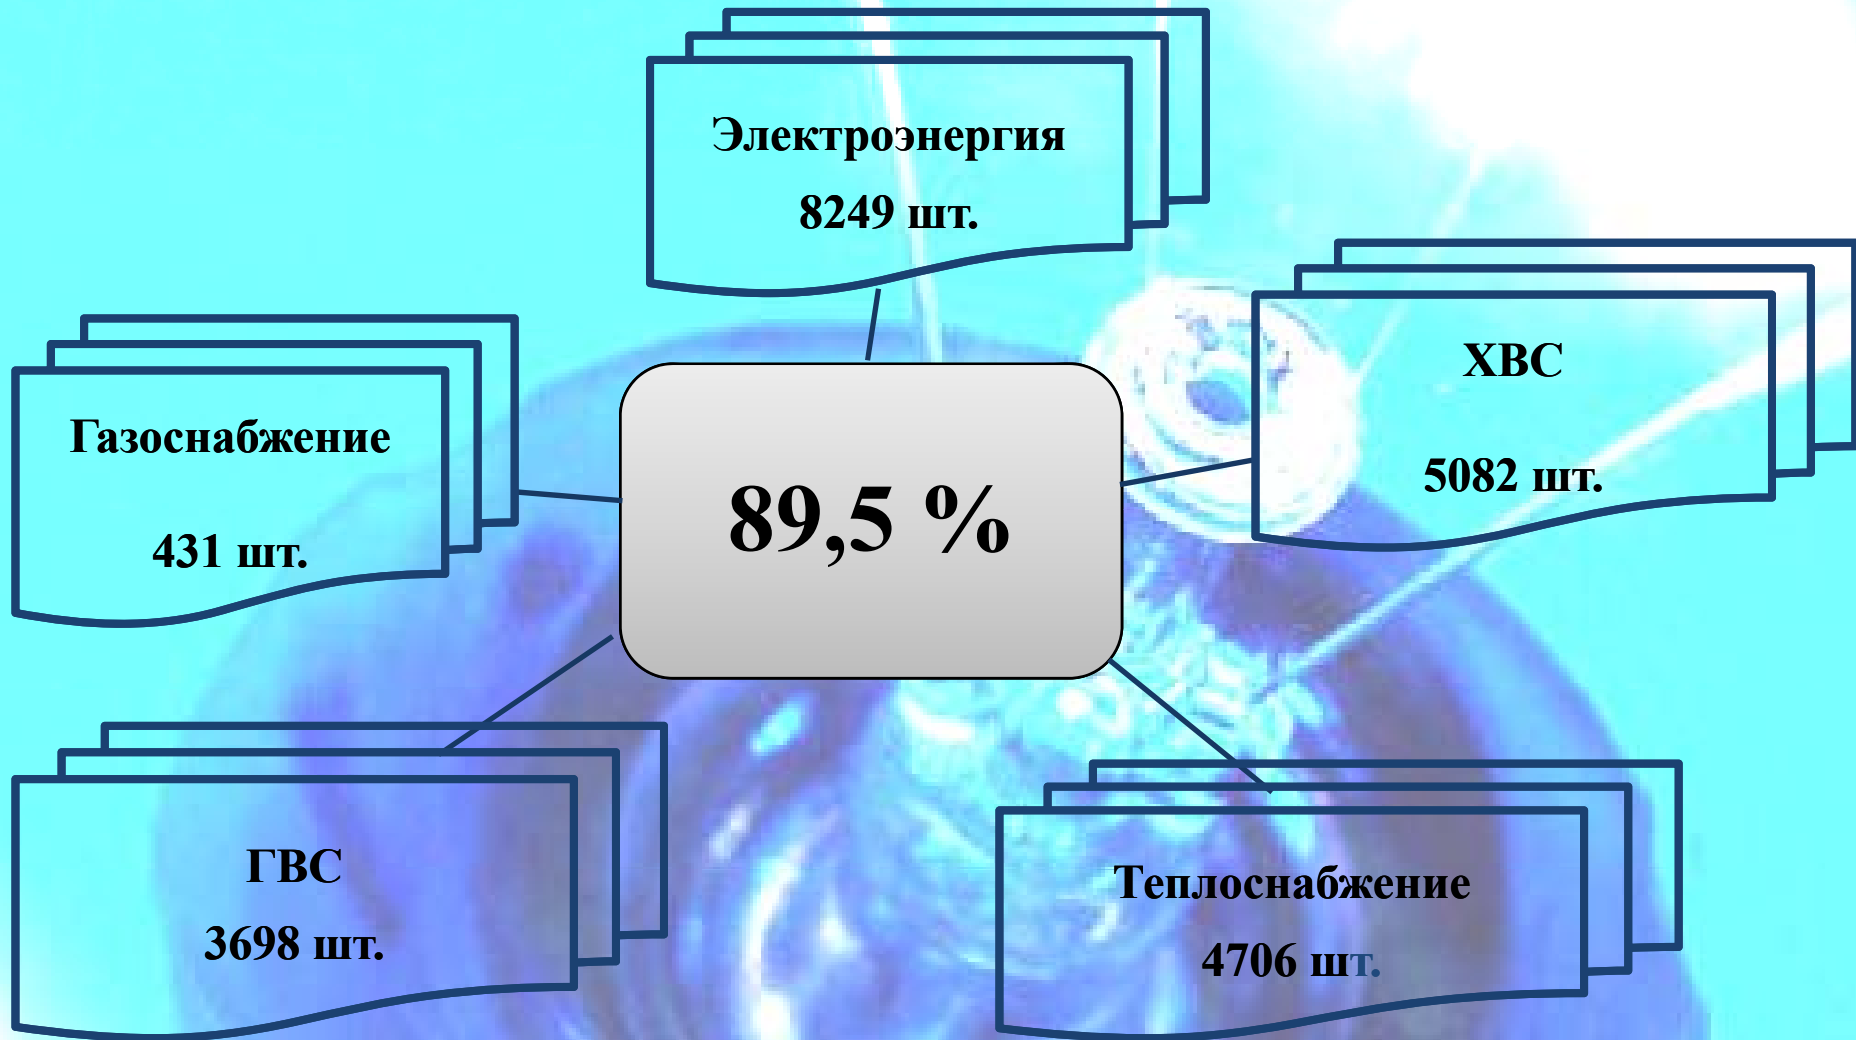 Электроэнергия
8249 шт.
ХВС
5082 шт.
Газоснабжение
431 шт.
89,5 %
ГВС
3698 шт.
Теплоснабжение
4706 шт.